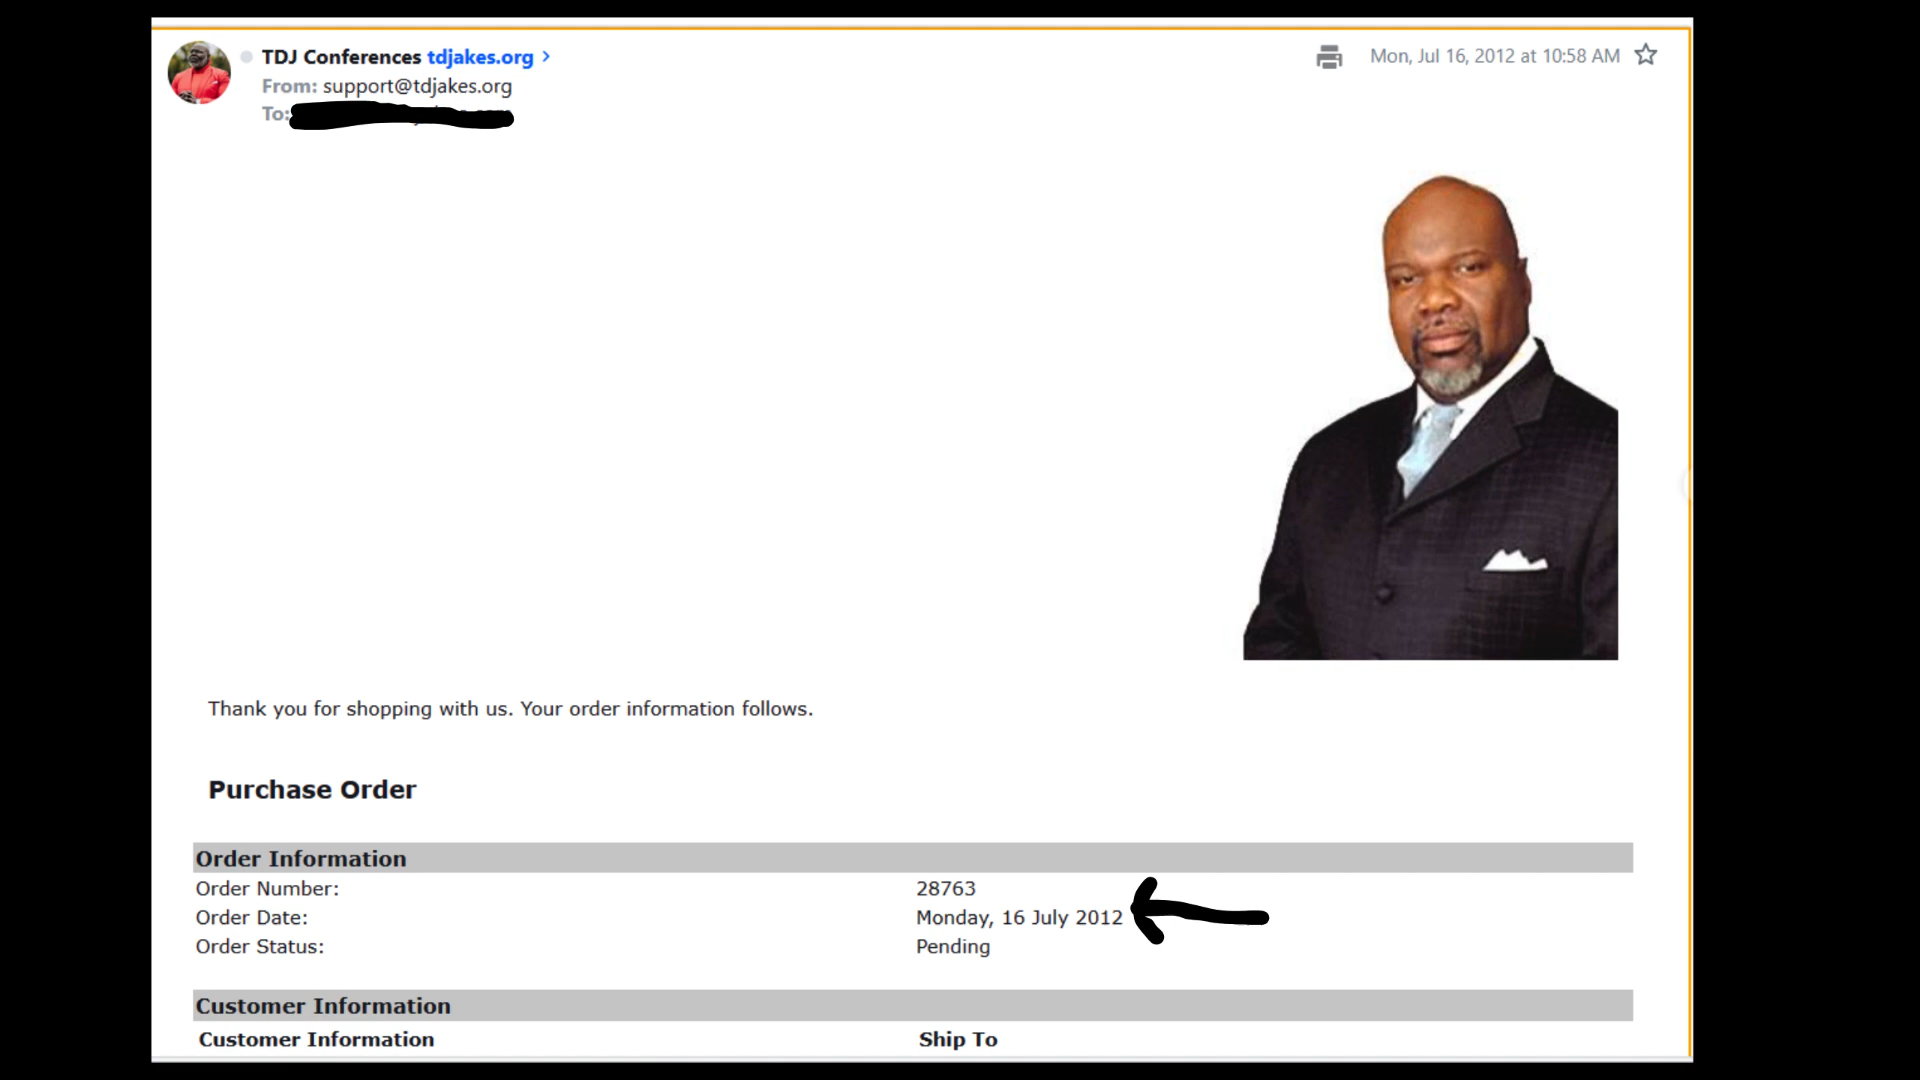 TDJ Conferences tdjakes.org >
Mon, Jul 16, 2012 at 10:58 AM
From: support@tdjakes.org
To:
Thank you for shopping with us. Your order information follows.
Purchase Order
Order Information
Order Number: 28763
Order Date: Monday, 16 July 2012
Order Status: Pending
Customer Information
Customer Information Ship To